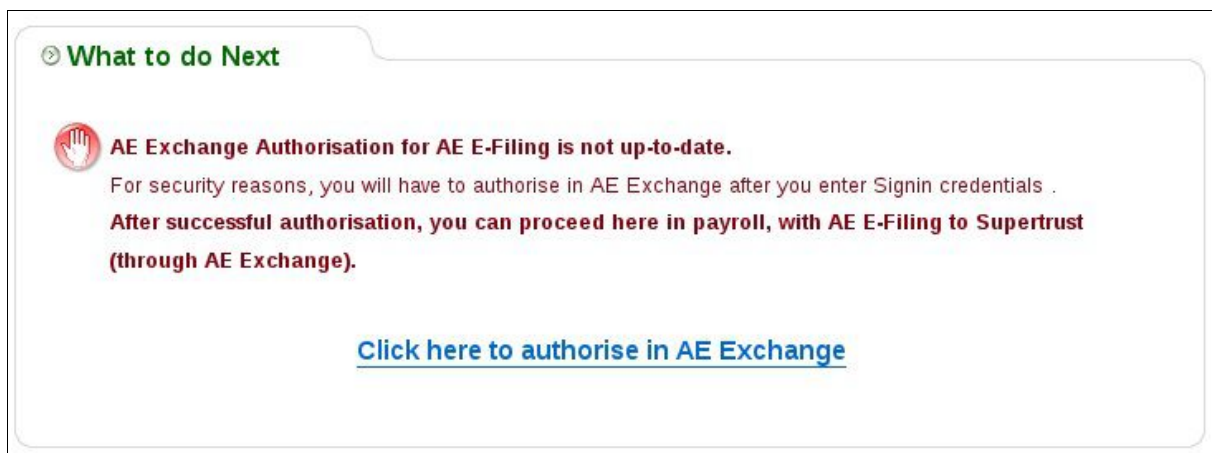 What to do Next
AE Exchange Authorisation for AE E-Filing is not up-to-date.
For security reasons, you will have to authorise in AE Exchange after you enter Signin credentials .
After successful authorisation, you can proceed here in payroll, with AE E-Filing to Supertrust
(through AE Exchange).
Click here to authorise in AE Exchange